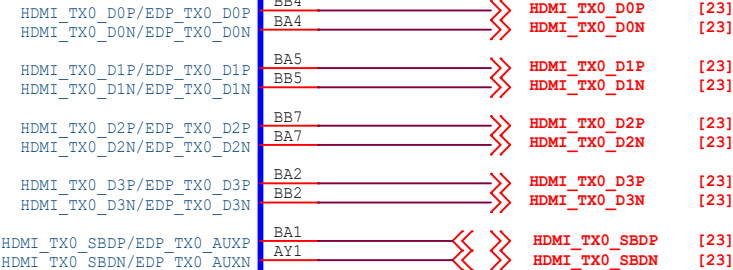 HDMI_TX0_D0P/EDP_TX0_D0P BB4 HDMI_TX0_D0P [23]
HDMI_TX0_D0N/EDP_TX0_D0N BA4 HDMI_TX0_D0N [23]
HDMI_TX0_D1P/EDP_TX0_D1P BA5 HDMI_TX0_D1P [23]
HDMI_TX0_D1N/EDP_TX0_D1N BB5 HDMI_TX0_D1N [23]
HDMI_TX0_D2P/EDP_TX0_D2P BB7 HDMI_TX0_D2P [23]
HDMI_TX0_D2N/EDP_TX0_D2N BA7 HDMI_TX0_D2N [23]
HDMI_TX0_D3P/EDP_TX0_D3P BA2 HDMI_TX0_D3P [23]
HDMI_TX0_D3N/EDP_TX0_D3N BB2 HDMI_TX0_D3N [23]
HDMI_TX0_SBDP/EDP_TX0_AUXP BA1 HDMI_TX0_SBDP [23]
HDMI_TX0_SBDN/EDP_TX0_AUXN AY1 HDMI_TX0_SBDN [23]